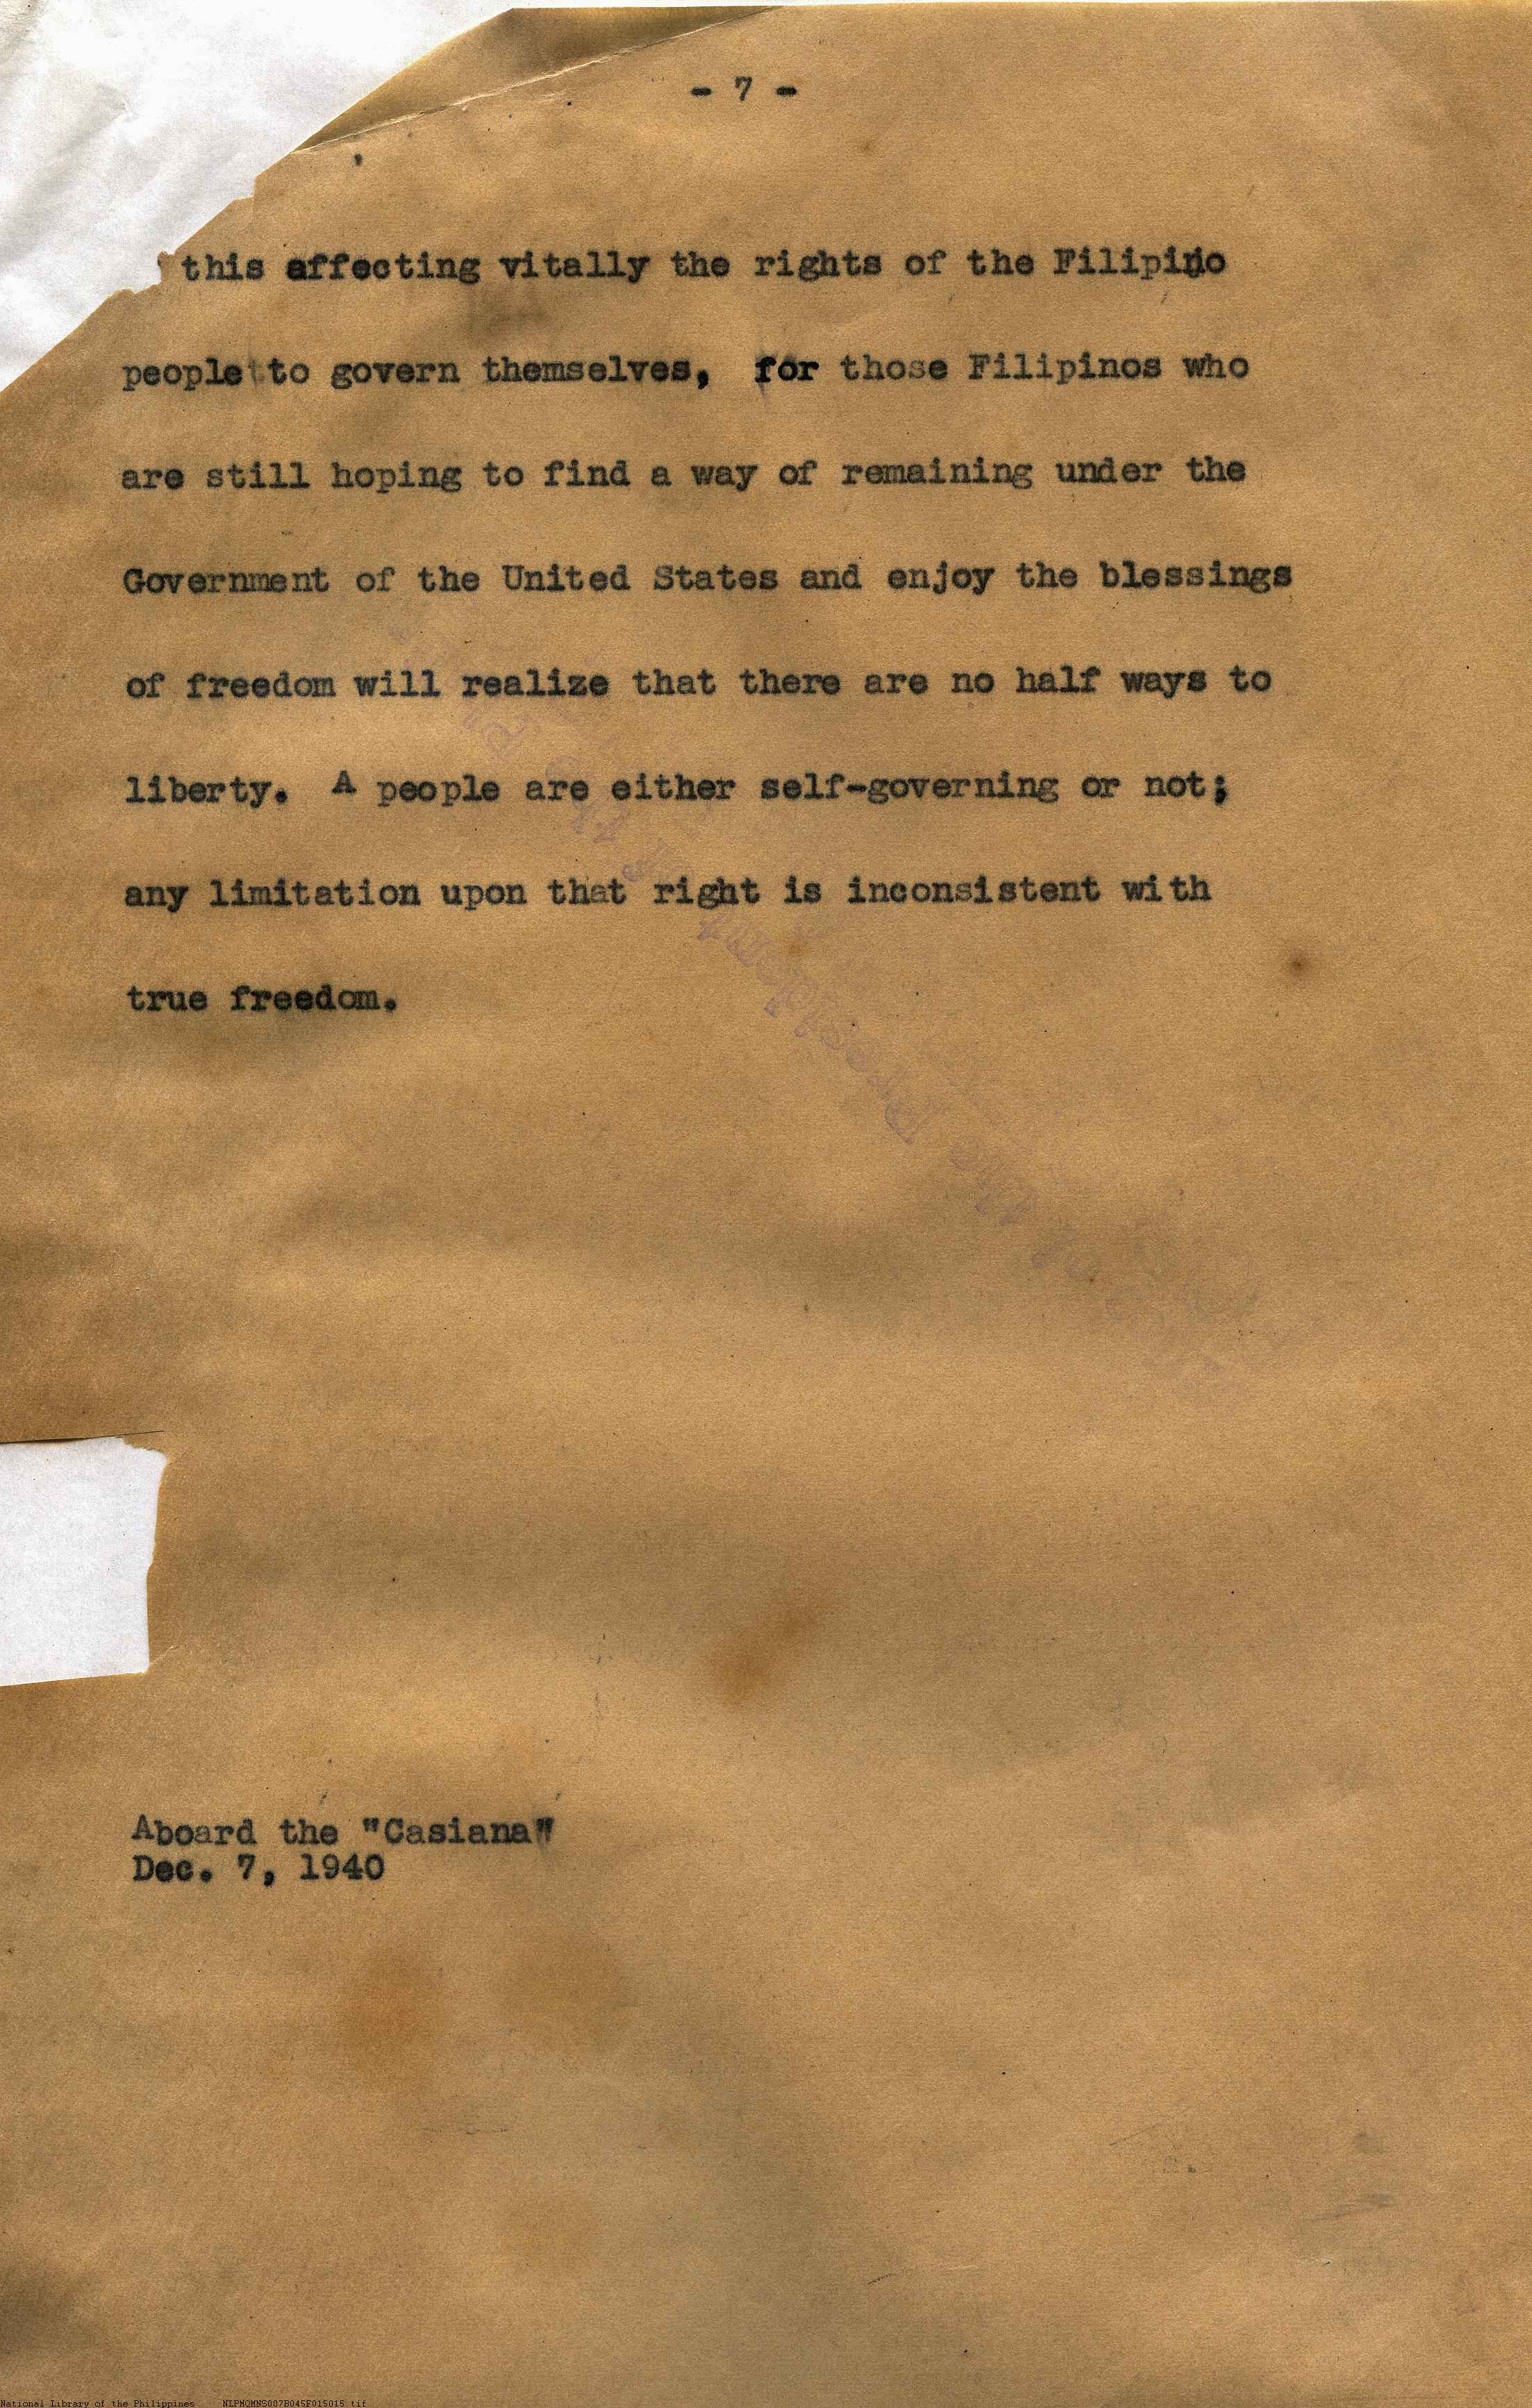 - 7 -
this affecting vitally the rights of the Filipino
people to govern themselves, for those Filipinos who
are still hoping to find a way of remaining under the
Government of the United States and enjoy the blessings
of freedom will realize that there are no half ways to
liberty. A people are either self-governing or not;
any limitation upon that right is inconsistent with
true freedom.
Aboard the "Casiana"
Dec. 7, 1940
National Library of the Philippines NLPMQMNS007B045F015015.tif